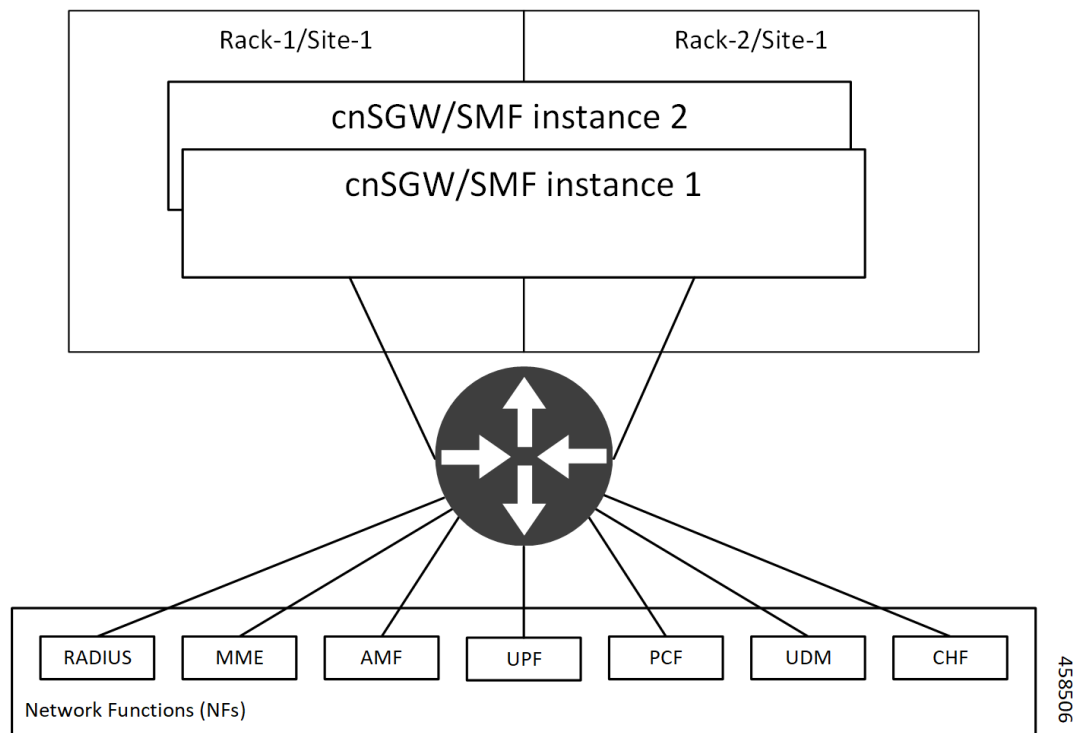 Rack-1/Site-1
Rack-2/Site-1
cnSGW/SMF instance 2
cnSGW/SMF instance 1
RADIUS
MME
AMF
UPF
PCF
UDM
CHF
Network Functions (NFs)
458506